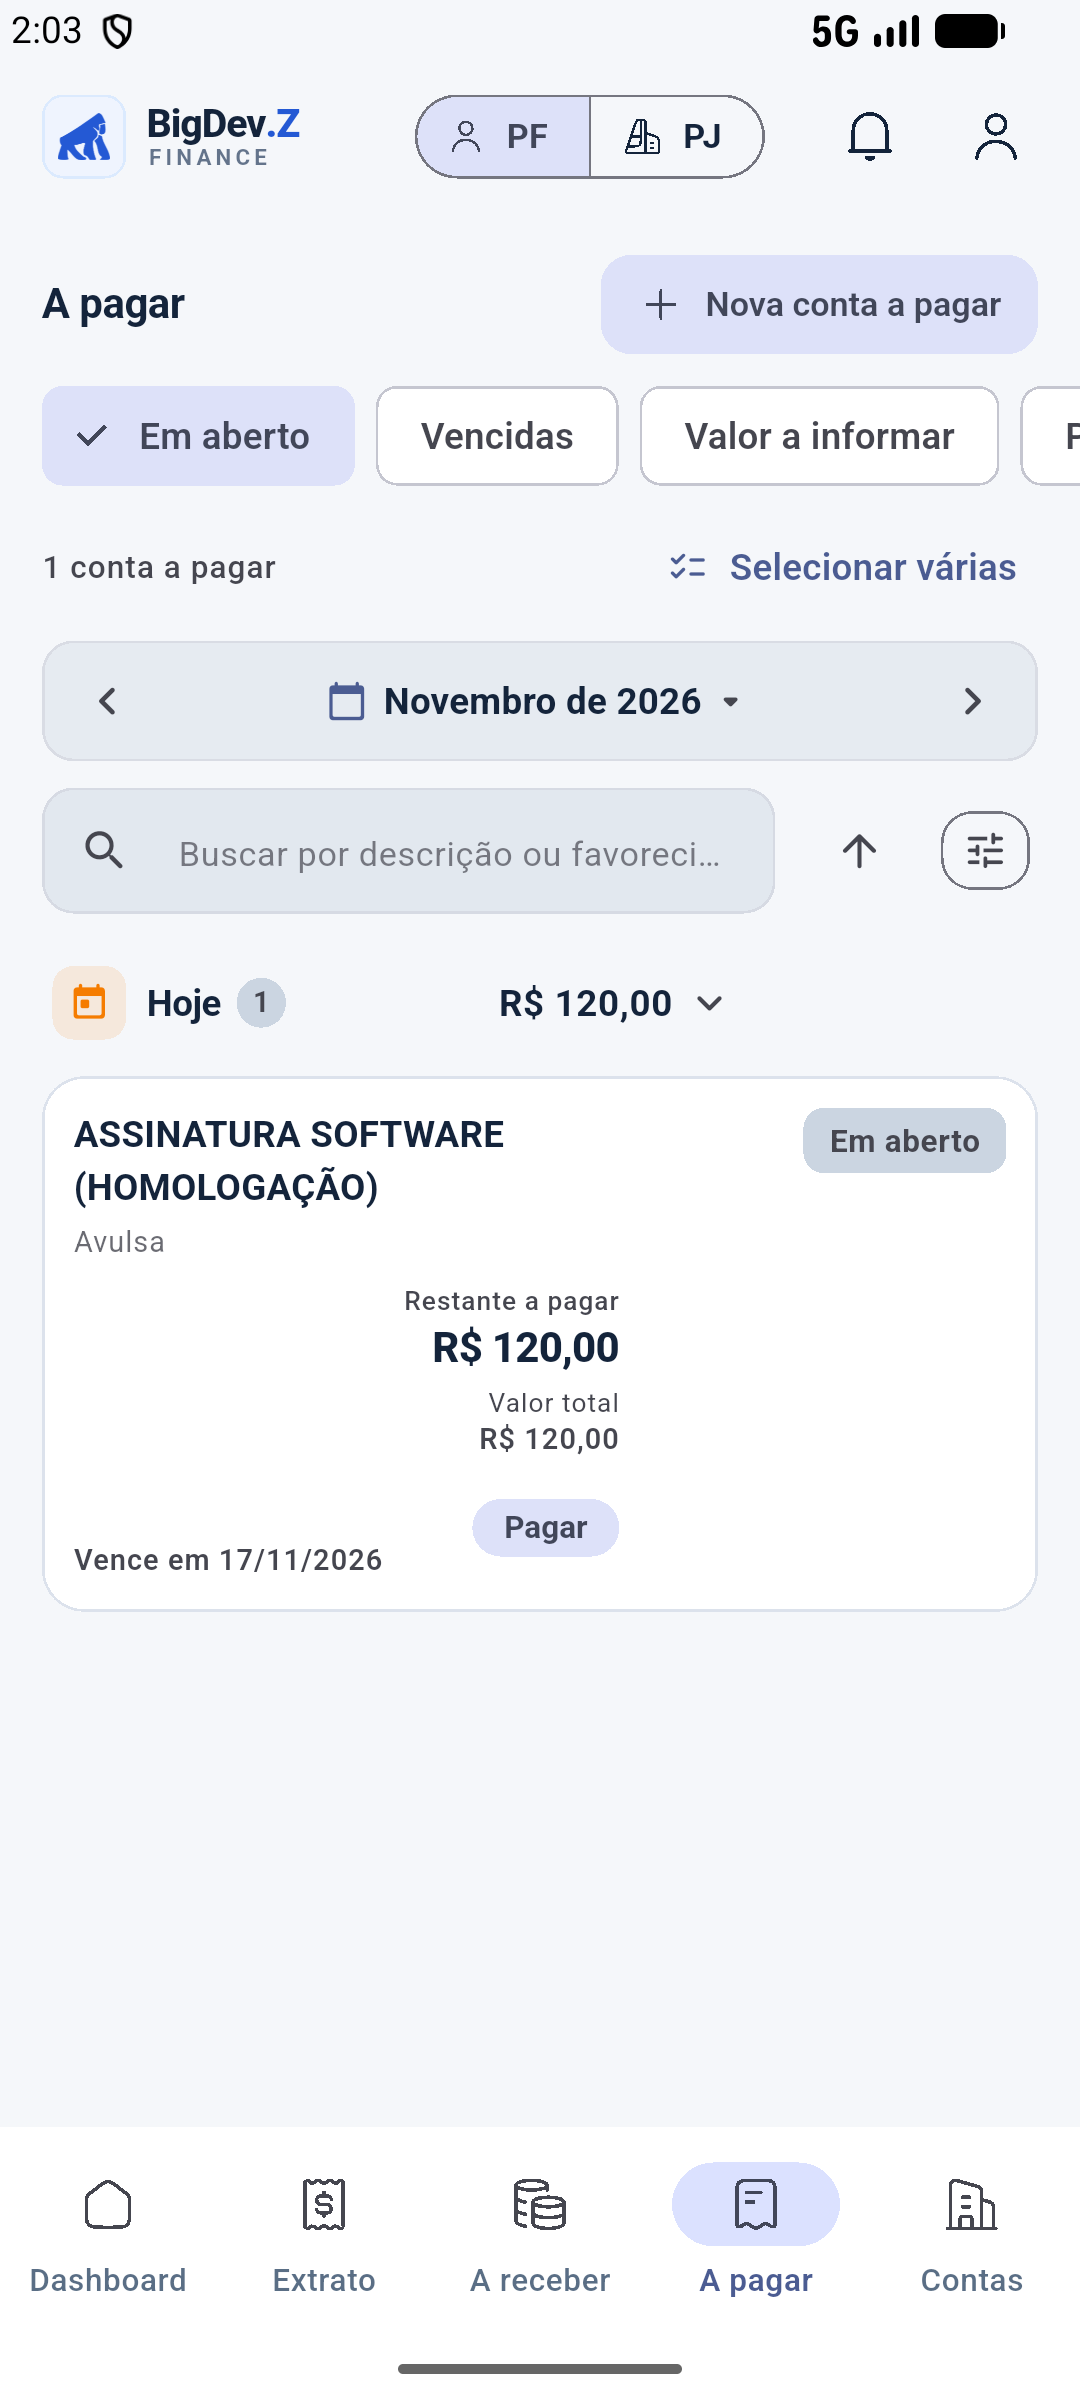 2:03
5G
BigDev.Z
FINANCE
PF
PJ
A pagar
Nova conta a pagar
Em aberto
Vencidas
Valor a informar
1 conta a pagar
Selecionar várias
Novembro de 2026
Buscar por descrição ou favoreci...
Hoje
1
R$ 120,00
ASSINATURA SOFTWARE
(HOMOLOGAÇÃO)
Em aberto
Avulsa
Restante a pagar
R$ 120,00
Valor total
R$ 120,00
Pagar
Vence em 17/11/2026
Dashboard
Extrato
A receber
A pagar
Contas